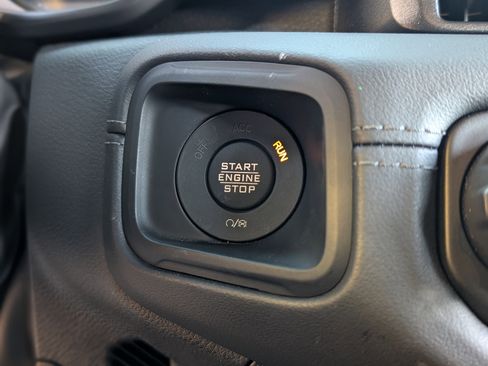 OFF
ACC
RUN
START
ENGINE
STOP